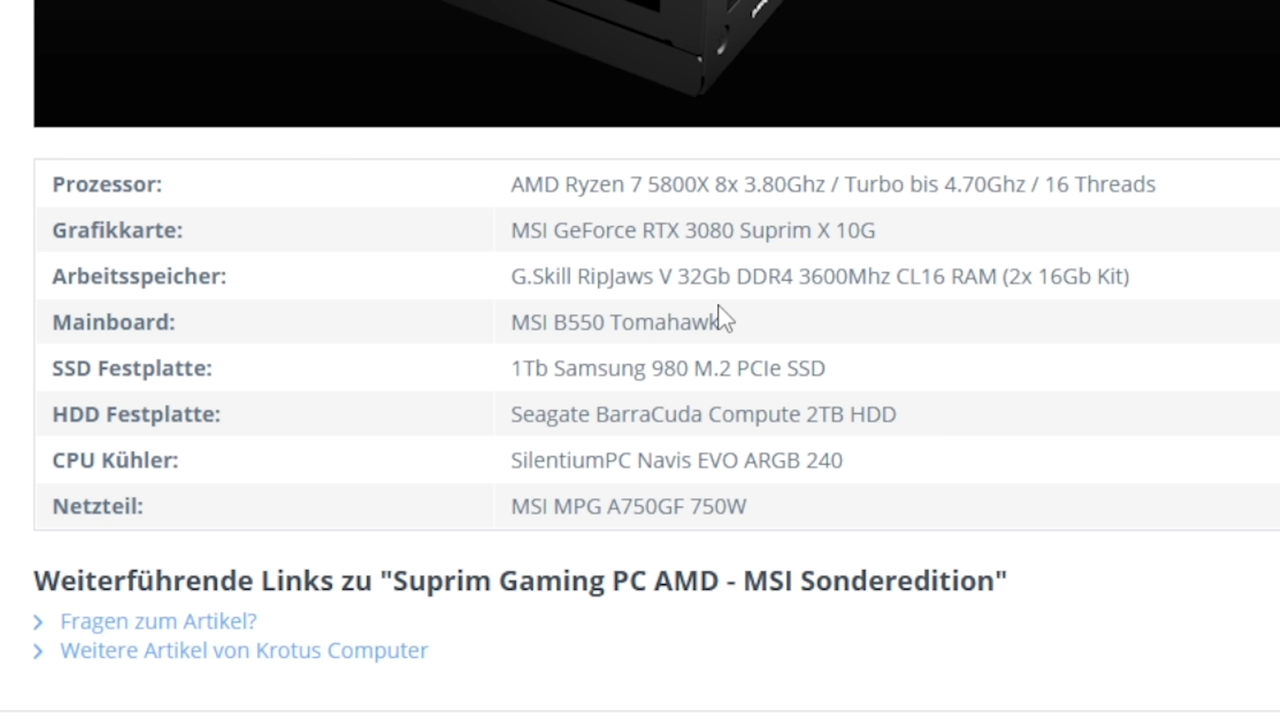 Prozessor: AMD Ryzen 7 5800X 8x 3.80Ghz / Turbo bis 4.70Ghz / 16 Threads
Grafikkarte: MSI GeForce RTX 3080 Suprim X 10G
Arbeitsspeicher: G.Skill RipJaws V 32Gb DDR4 3600Mhz CL16 RAM (2x 16Gb Kit)
Mainboard: MSI B550 Tomahawk
SSD Festplatte: 1Tb Samsung 980 M.2 PCIe SSD
HDD Festplatte: Seagate BarraCuda Compute 2TB HDD
CPU Kühler: SilentiumPC Navis EVO ARGB 240
Netzteil: MSI MPG A750GF 750W
Weiterführende Links zu "Suprim Gaming PC AMD - MSI Sonderedition"
Fragen zum Artikel?
Weitere Artikel von Krotus Computer